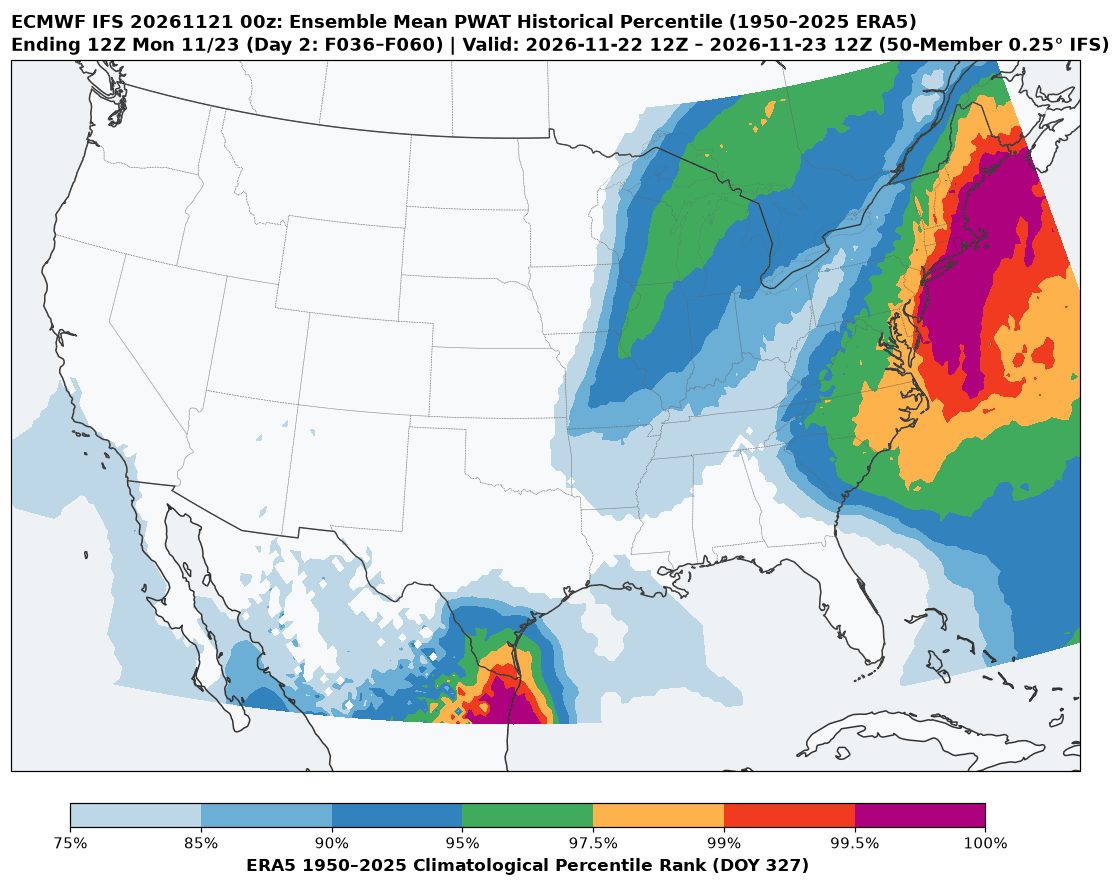 ECMWF IFS 20261121 00z: Ensemble Mean PWAT Historical Percentile (1950–2025 ERA5)
Ending 12Z Mon 11/23 (Day 2: F036–F060) | Valid: 2026-11-22 12Z – 2026-11-23 12Z (50-Member 0.25° IFS)
75% 85% 90% 95% 97.5% 99% 99.5% 100%
ERA5 1950–2025 Climatological Percentile Rank (DOY 327)